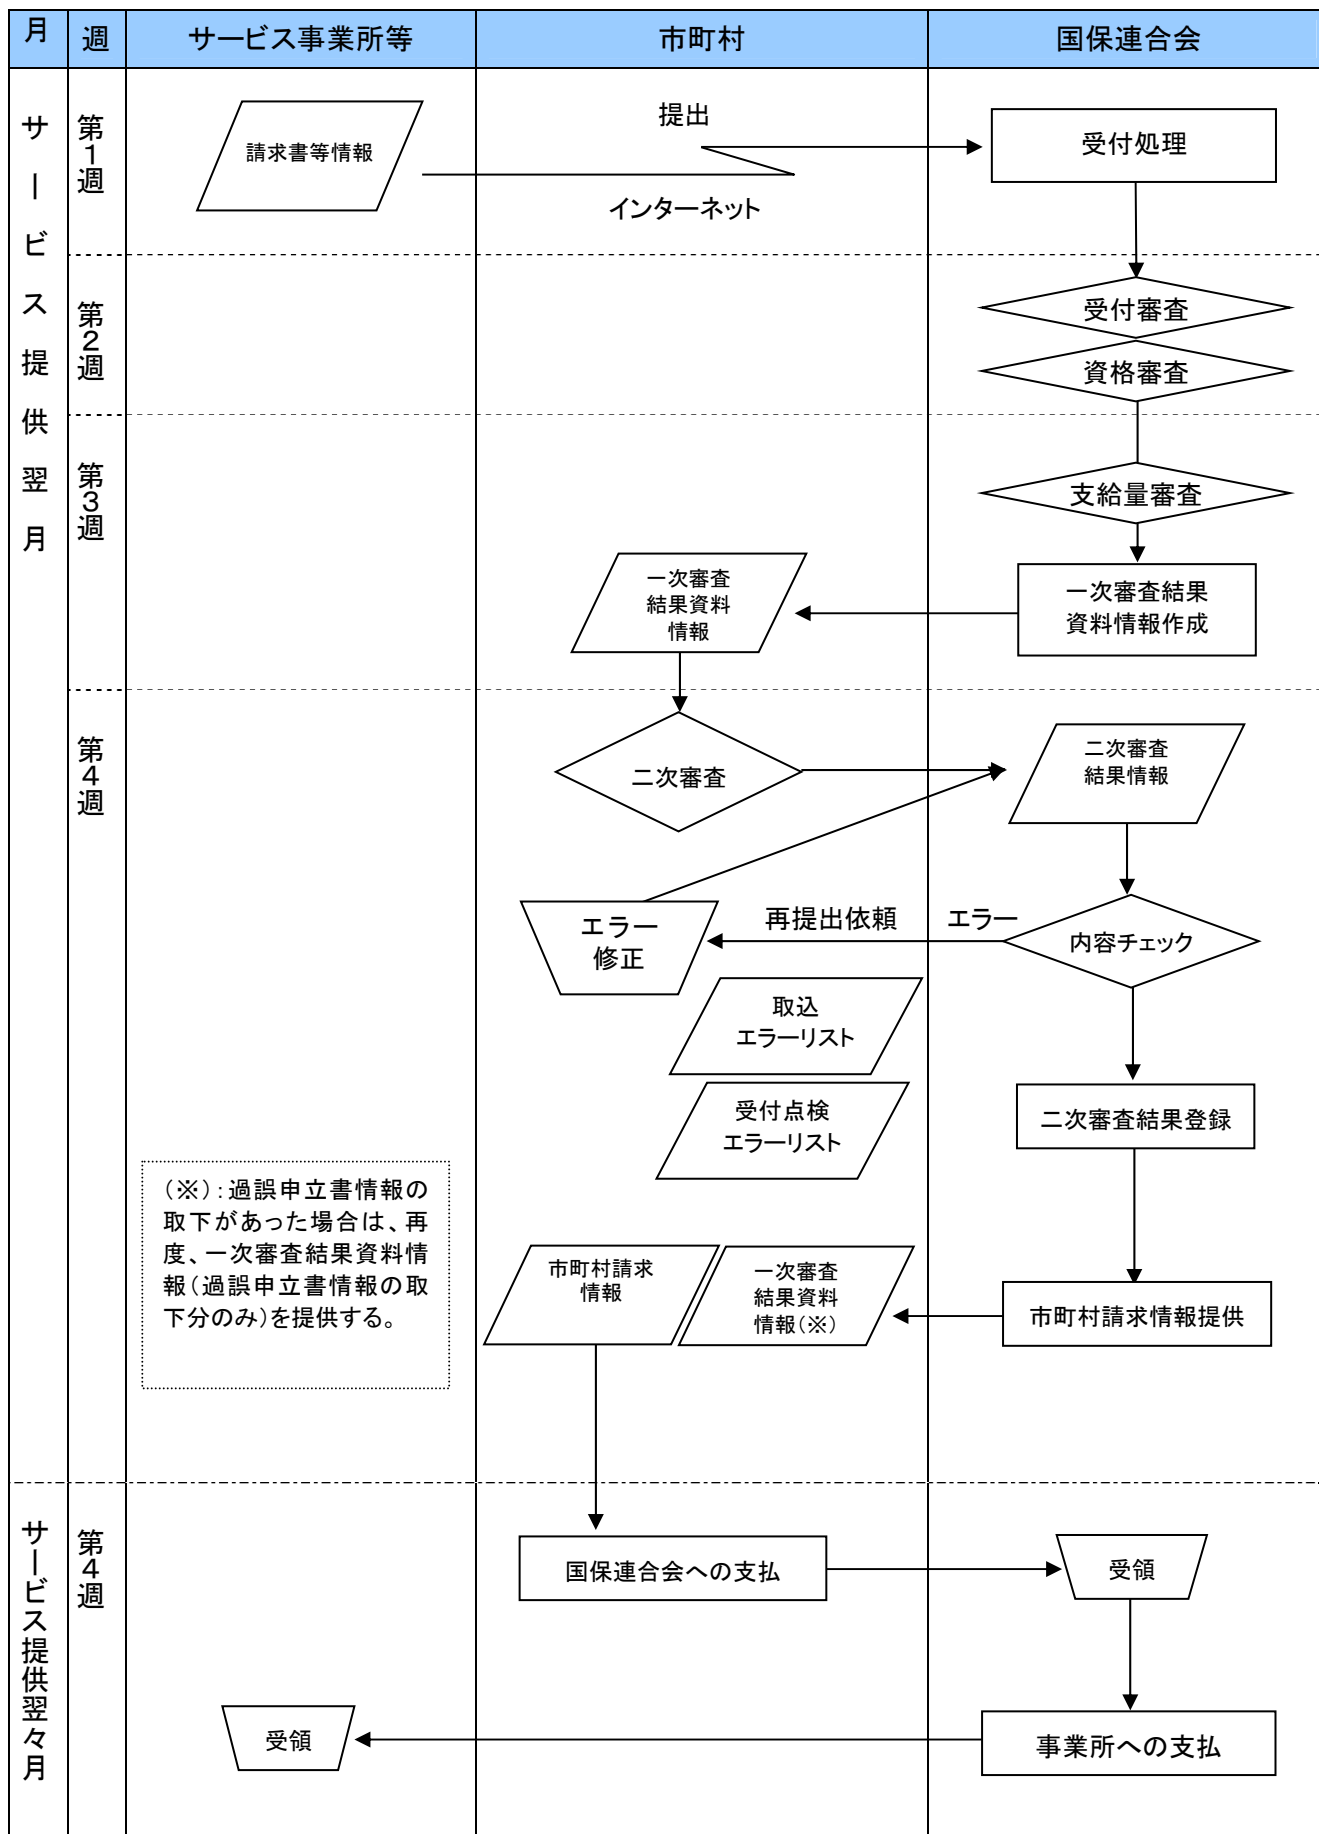 月
週
サービス事業所等
市町村
国保連合会
サービス提供翌月
第1週
請求書等情報
提出
インターネット
受付処理
第2週
受付審査
資格審査
第3週
支給量審査
一次審査
結果資料
情報
一次審査結果
資料情報作成
第4週
二次審査
二次審査
結果情報
エラー
修正
再提出依頼
エラー
内容チェック
取込
エラーリスト
受付点検
エラーリスト
二次審査結果登録
(※):過誤申立書情報の
取下があった場合は、再
度、一次審査結果資料情
報(過誤申立書情報の取
下分のみ)を提供する。
市町村請求
情報
一次審査
結果資料
情報(※)
市町村請求情報提供
サービス提供翌々月
第4週
国保連合会への支払
受領
受領
事業所への支払